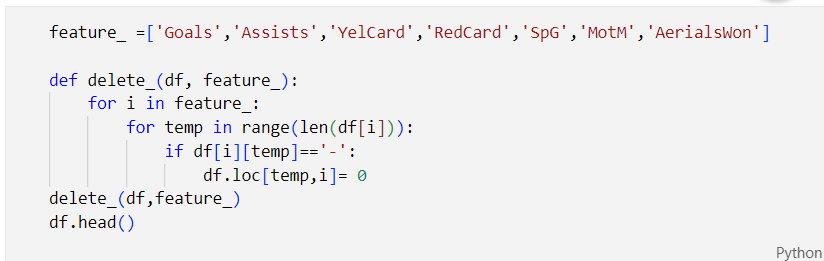 feature_ =['Goals','Assists','YelCard','RedCard','SpG','MotM','AerialsWon']
def delete_(df, feature_):
    for i in feature_:
        for temp in range(len(df[i])):
            if df[i][temp]=='-':
                df.loc[temp,i]= 0
delete_(df,feature_)
df.head()
Python